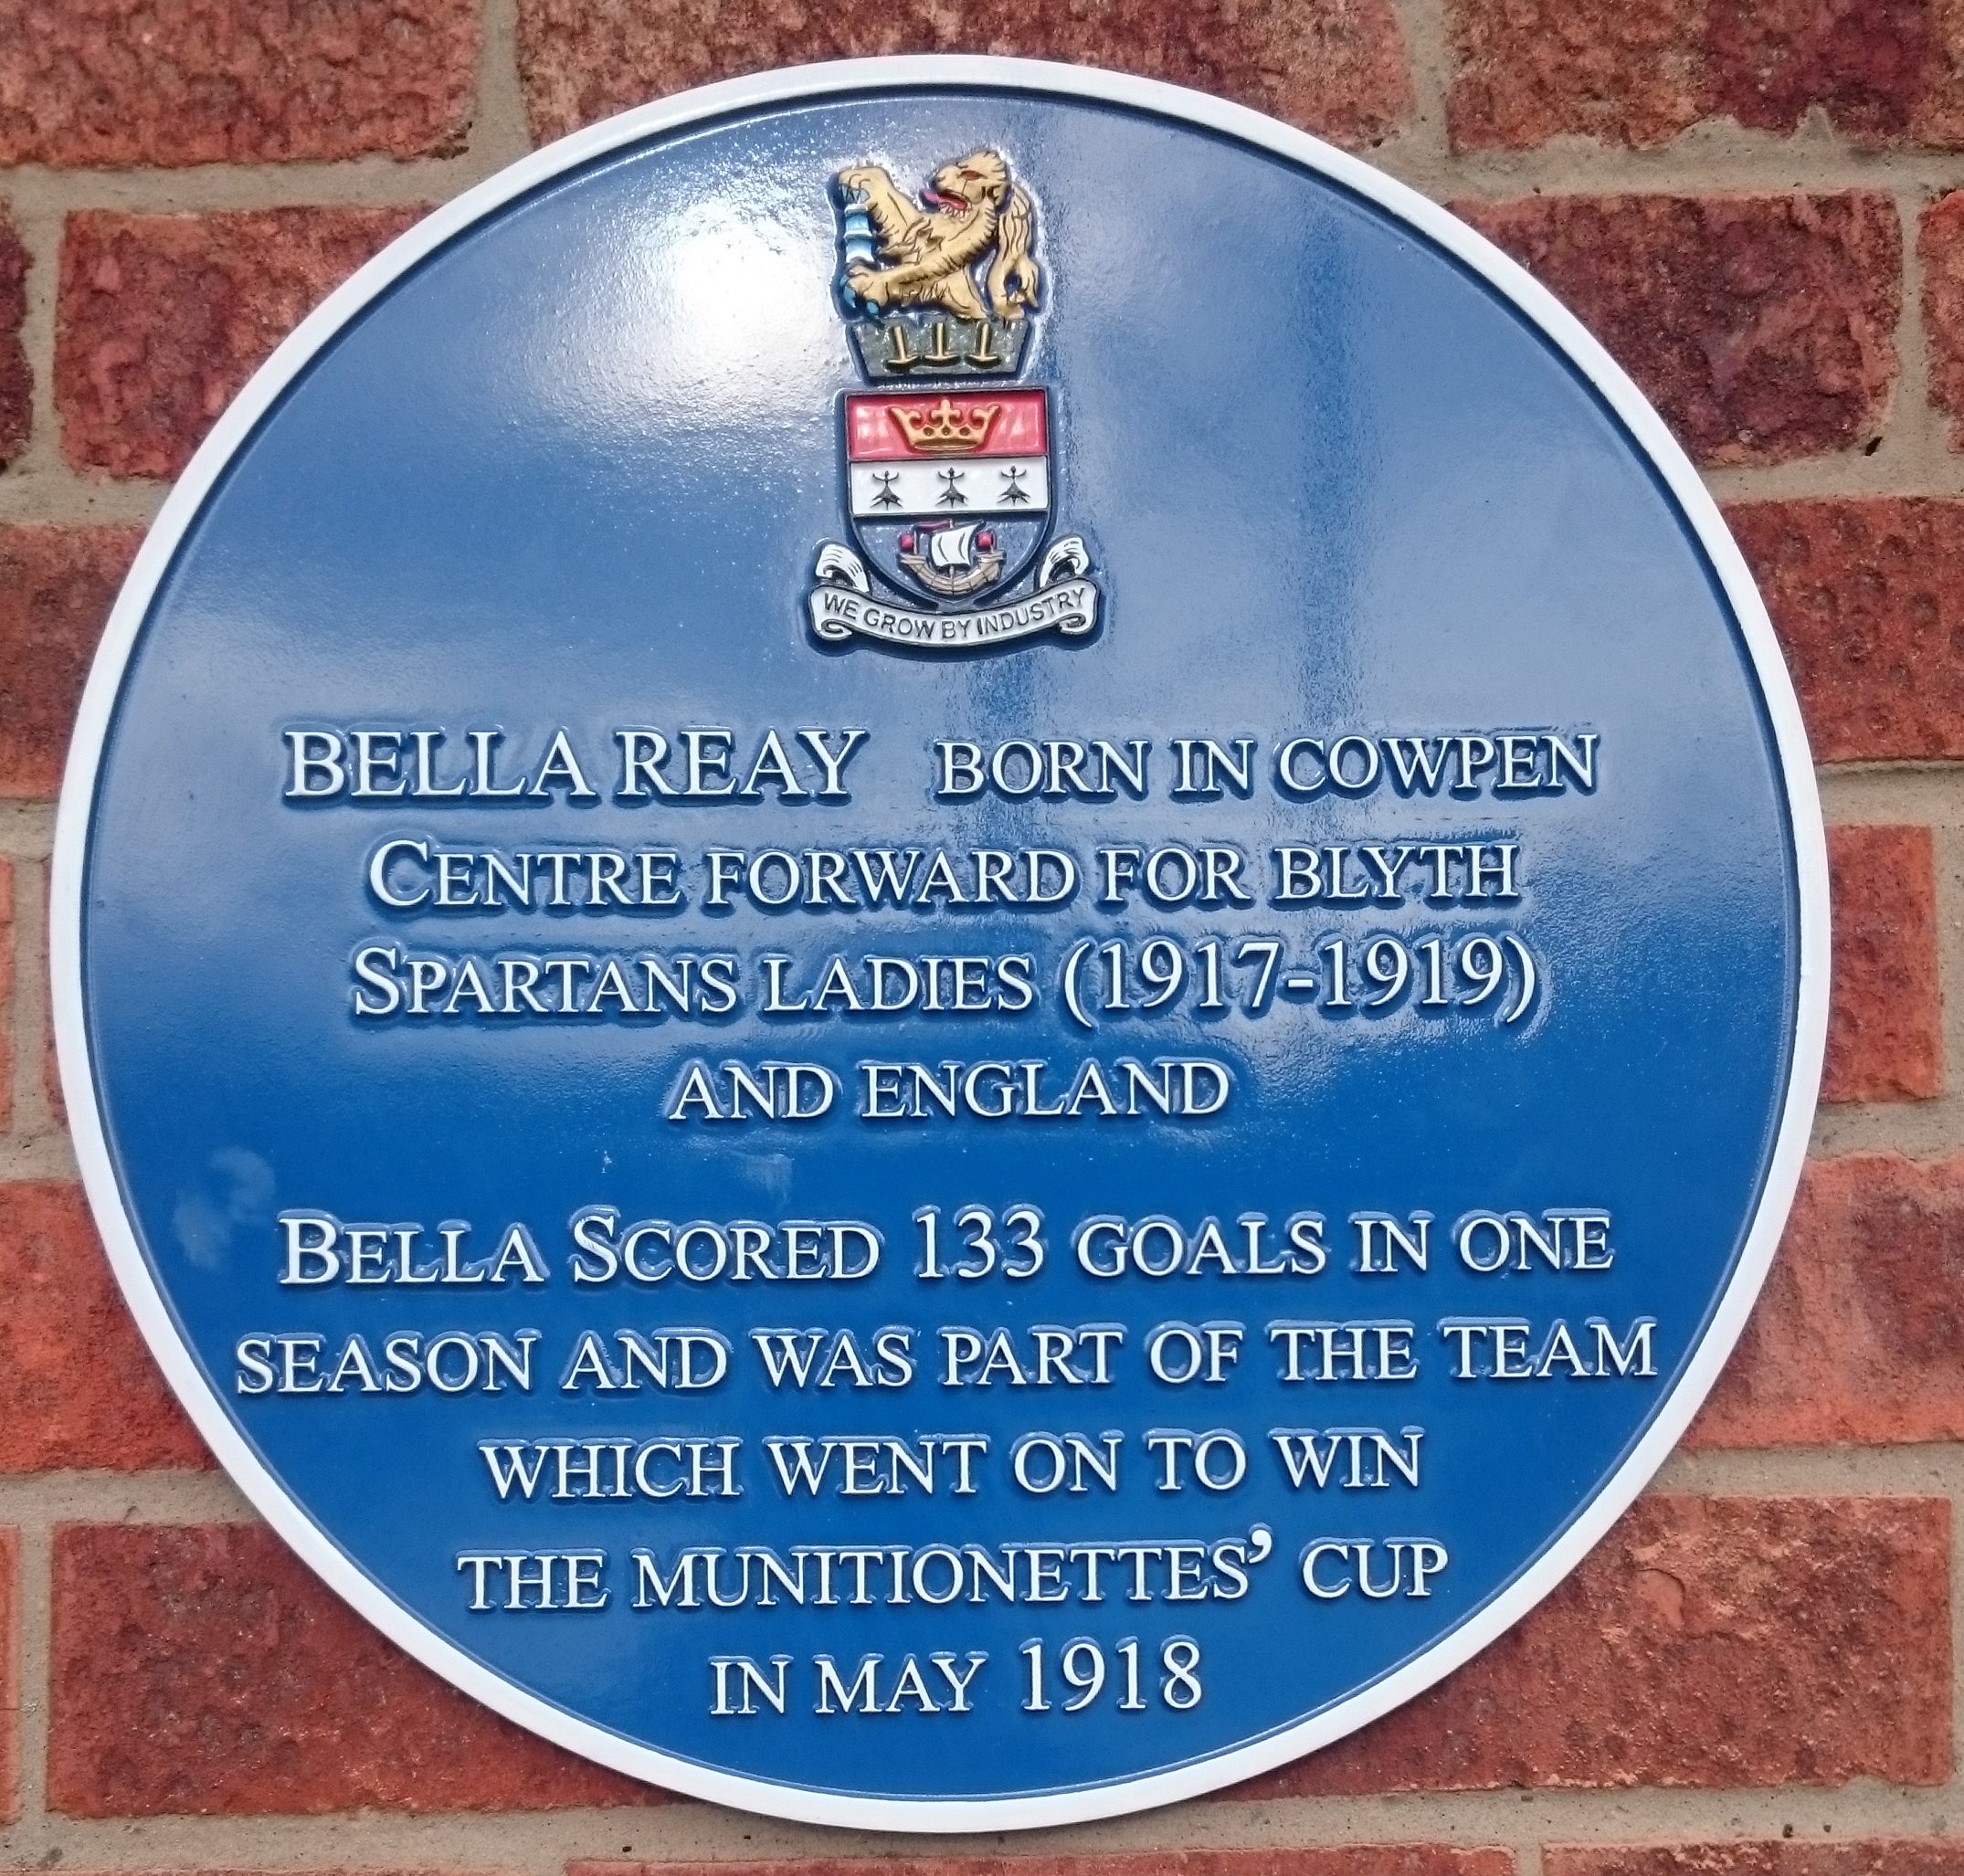 WE GROW BY INDUSTRY
BELLA REAY BORN IN COWPEN
CENTRE FORWARD FOR BLYTH
SPARTANS LADIES (1917-1919)
AND ENGLAND
BELLA SCORED 133 GOALS IN ONE
SEASON AND WAS PART OF THE TEAM
WHICH WENT ON TO WIN
THE MUNITIONETTES' CUP
IN MAY 1918